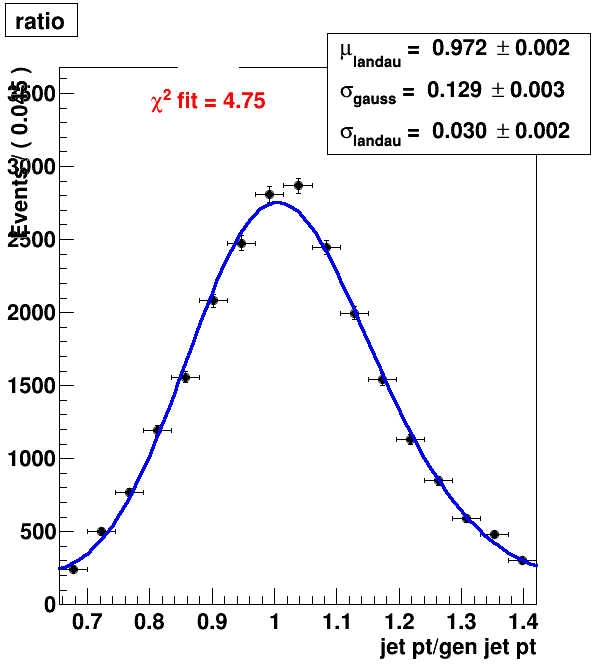 ratio
μlandau = 0.972 ± 0.002
σgauss = 0.129 ± 0.003
σlandau = 0.030 ± 0.002
χ2 fit = 4.75
3500
3000
2500
2000
1500
1000
500
0
0.7 0.8 0.9 1 1.1 1.2 1.3 1.4
jet pt/gen jet pt